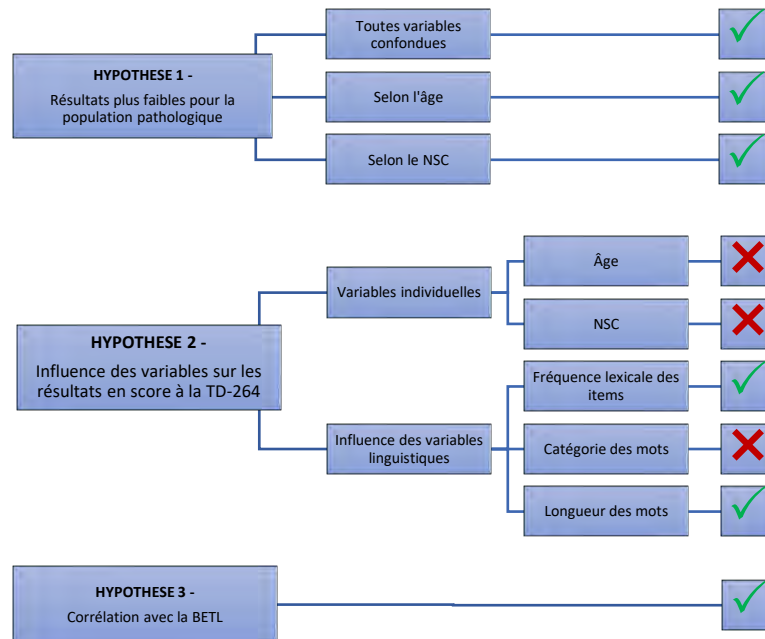 Toutes variables
confondues
HYPOTHESE 1 -
Résultats plus faibles pour la
population pathologique
Selon l'âge
Selon le NSC
Âge
Variables individuelles
NSC
HYPOTHESE 2 -
Influence des variables sur les
résultats en score à la TD-264
Fréquence lexicale des
items
Influence des variables
linguistiques
Catégorie des mots
Longueur des mots
HYPOTHESE 3 -
Corrélation avec la BETL